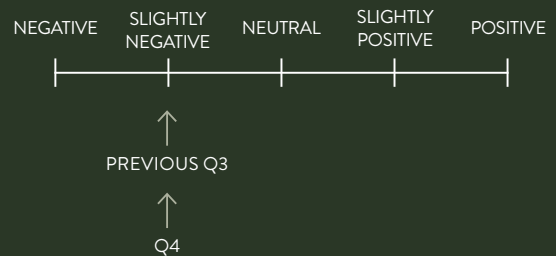 NEGATIVE
SLIGHTLY
NEGATIVE
NEUTRAL
SLIGHTLY
POSITIVE
POSITIVE
PREVIOUS Q3
Q4